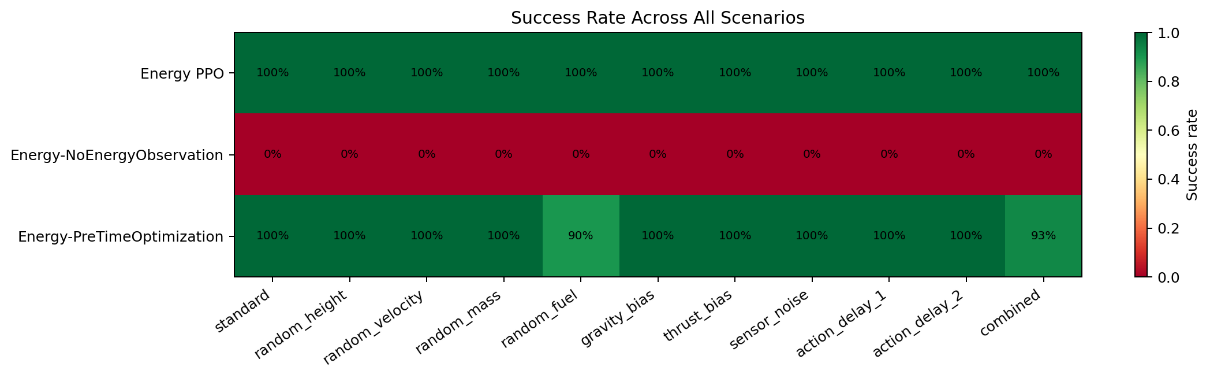 Success Rate Across All Scenarios
Energy PPO 100% 100% 100% 100% 100% 100% 100% 100% 100% 100% 100%
Energy-NoEnergyObservation 0% 0% 0% 0% 0% 0% 0% 0% 0% 0% 0%
Energy-PreTimeOptimization 100% 100% 100% 100% 90% 100% 100% 100% 100% 100% 93%
standard
random_height
random_velocity
random_mass
random_fuel
gravity_bias
thrust_bias
sensor_noise
action_delay_1
action_delay_2
combined
1.0
0.8
0.6
0.4
0.2
0.0
Success rate